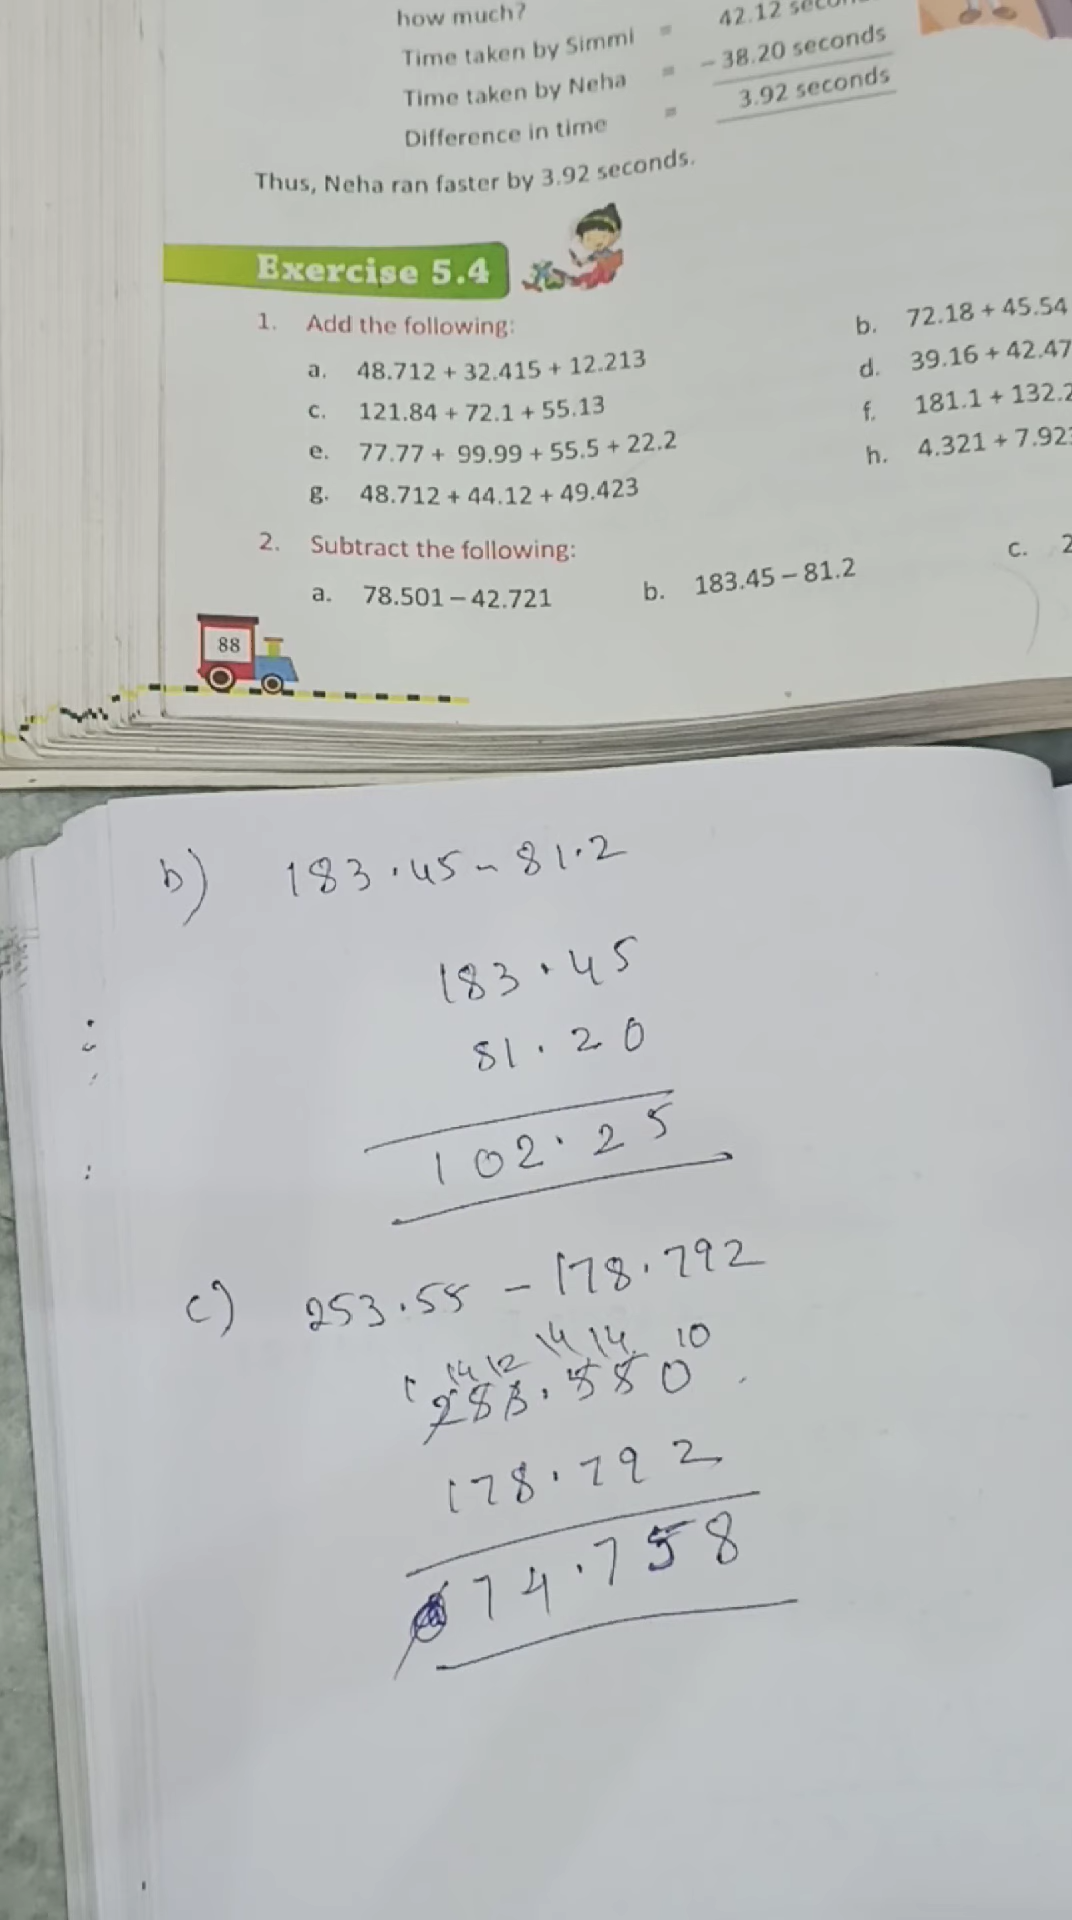 how much?
Time taken by Simmi = 42.12
Time taken by Neha = - 38.20 seconds
Difference in time = 3.92 seconds
Thus, Neha ran faster by 3.92 seconds.
Exercise 5.4
1. Add the following:
a. 48.712 + 32.415 + 12.213 b. 72.18 + 45.54
c. 121.84 + 72.1 + 55.13 d. 39.16 + 42.47
e. 77.77 + 99.99 + 55.5 + 22.2 f. 181.1 + 132.2
g. 48.712 + 44.12 + 49.423 h. 4.321 + 7.923
2. Subtract the following:
a. 78.501 – 42.721 b. 183.45 – 81.2 c. 2
88
b) 183.45 - 81.2
183.45
81.20
102.25
c) 253.55 - 178.792
1 14 12 14 14 10
253.550
178.792
74.758